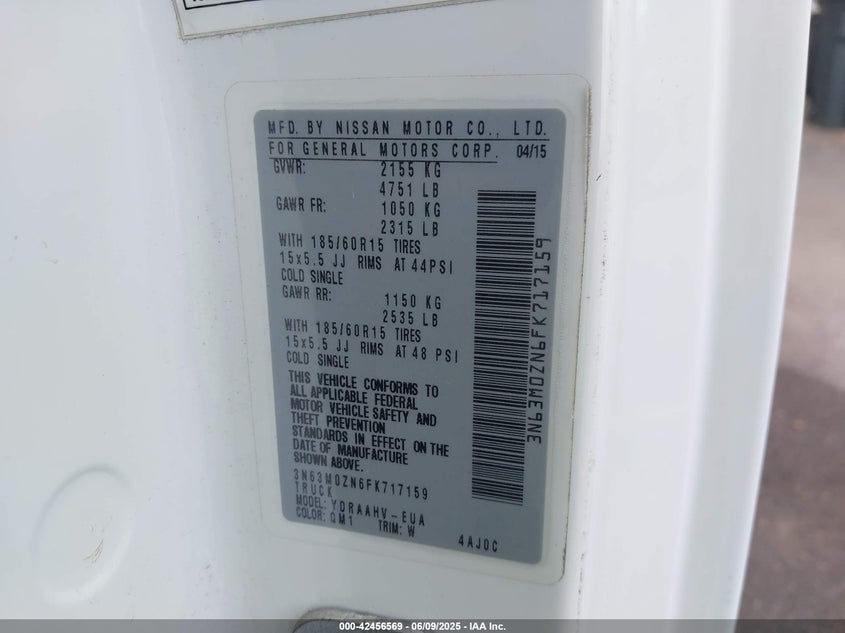 MFD. BY NISSAN MOTOR CO., LTD.
FOR GENERAL MOTORS CORP. 04/15
GVWR: 2155 KG
4751 LB
GAWR FR: 1050 KG
2315 LB
WITH 185/60R15 TIRES
15x5.5 JJ RIMS AT 44PSI
COLD SINGLE
GAWR RR: 1150 KG
2535 LB
WITH 185/60R15 TIRES
15x5.5 JJ RIMS AT 48 PSI
COLD SINGLE
THIS VEHICLE CONFORMS TO
ALL APPLICABLE FEDERAL
MOTOR VEHICLE SAFETY AND
THEFT PREVENTION
STANDARDS IN EFFECT ON THE
DATE OF MANUFACTURE
SHOWN ABOVE.
3N63M0ZN6FK717159
TRUCK
MODEL: YDRAAHV-EUA
COLOR: QM1 TRIM: W
4AJ0C
3N63M0ZN6FK717159
000-42456569 - 06/09/2025 - IAA Inc.